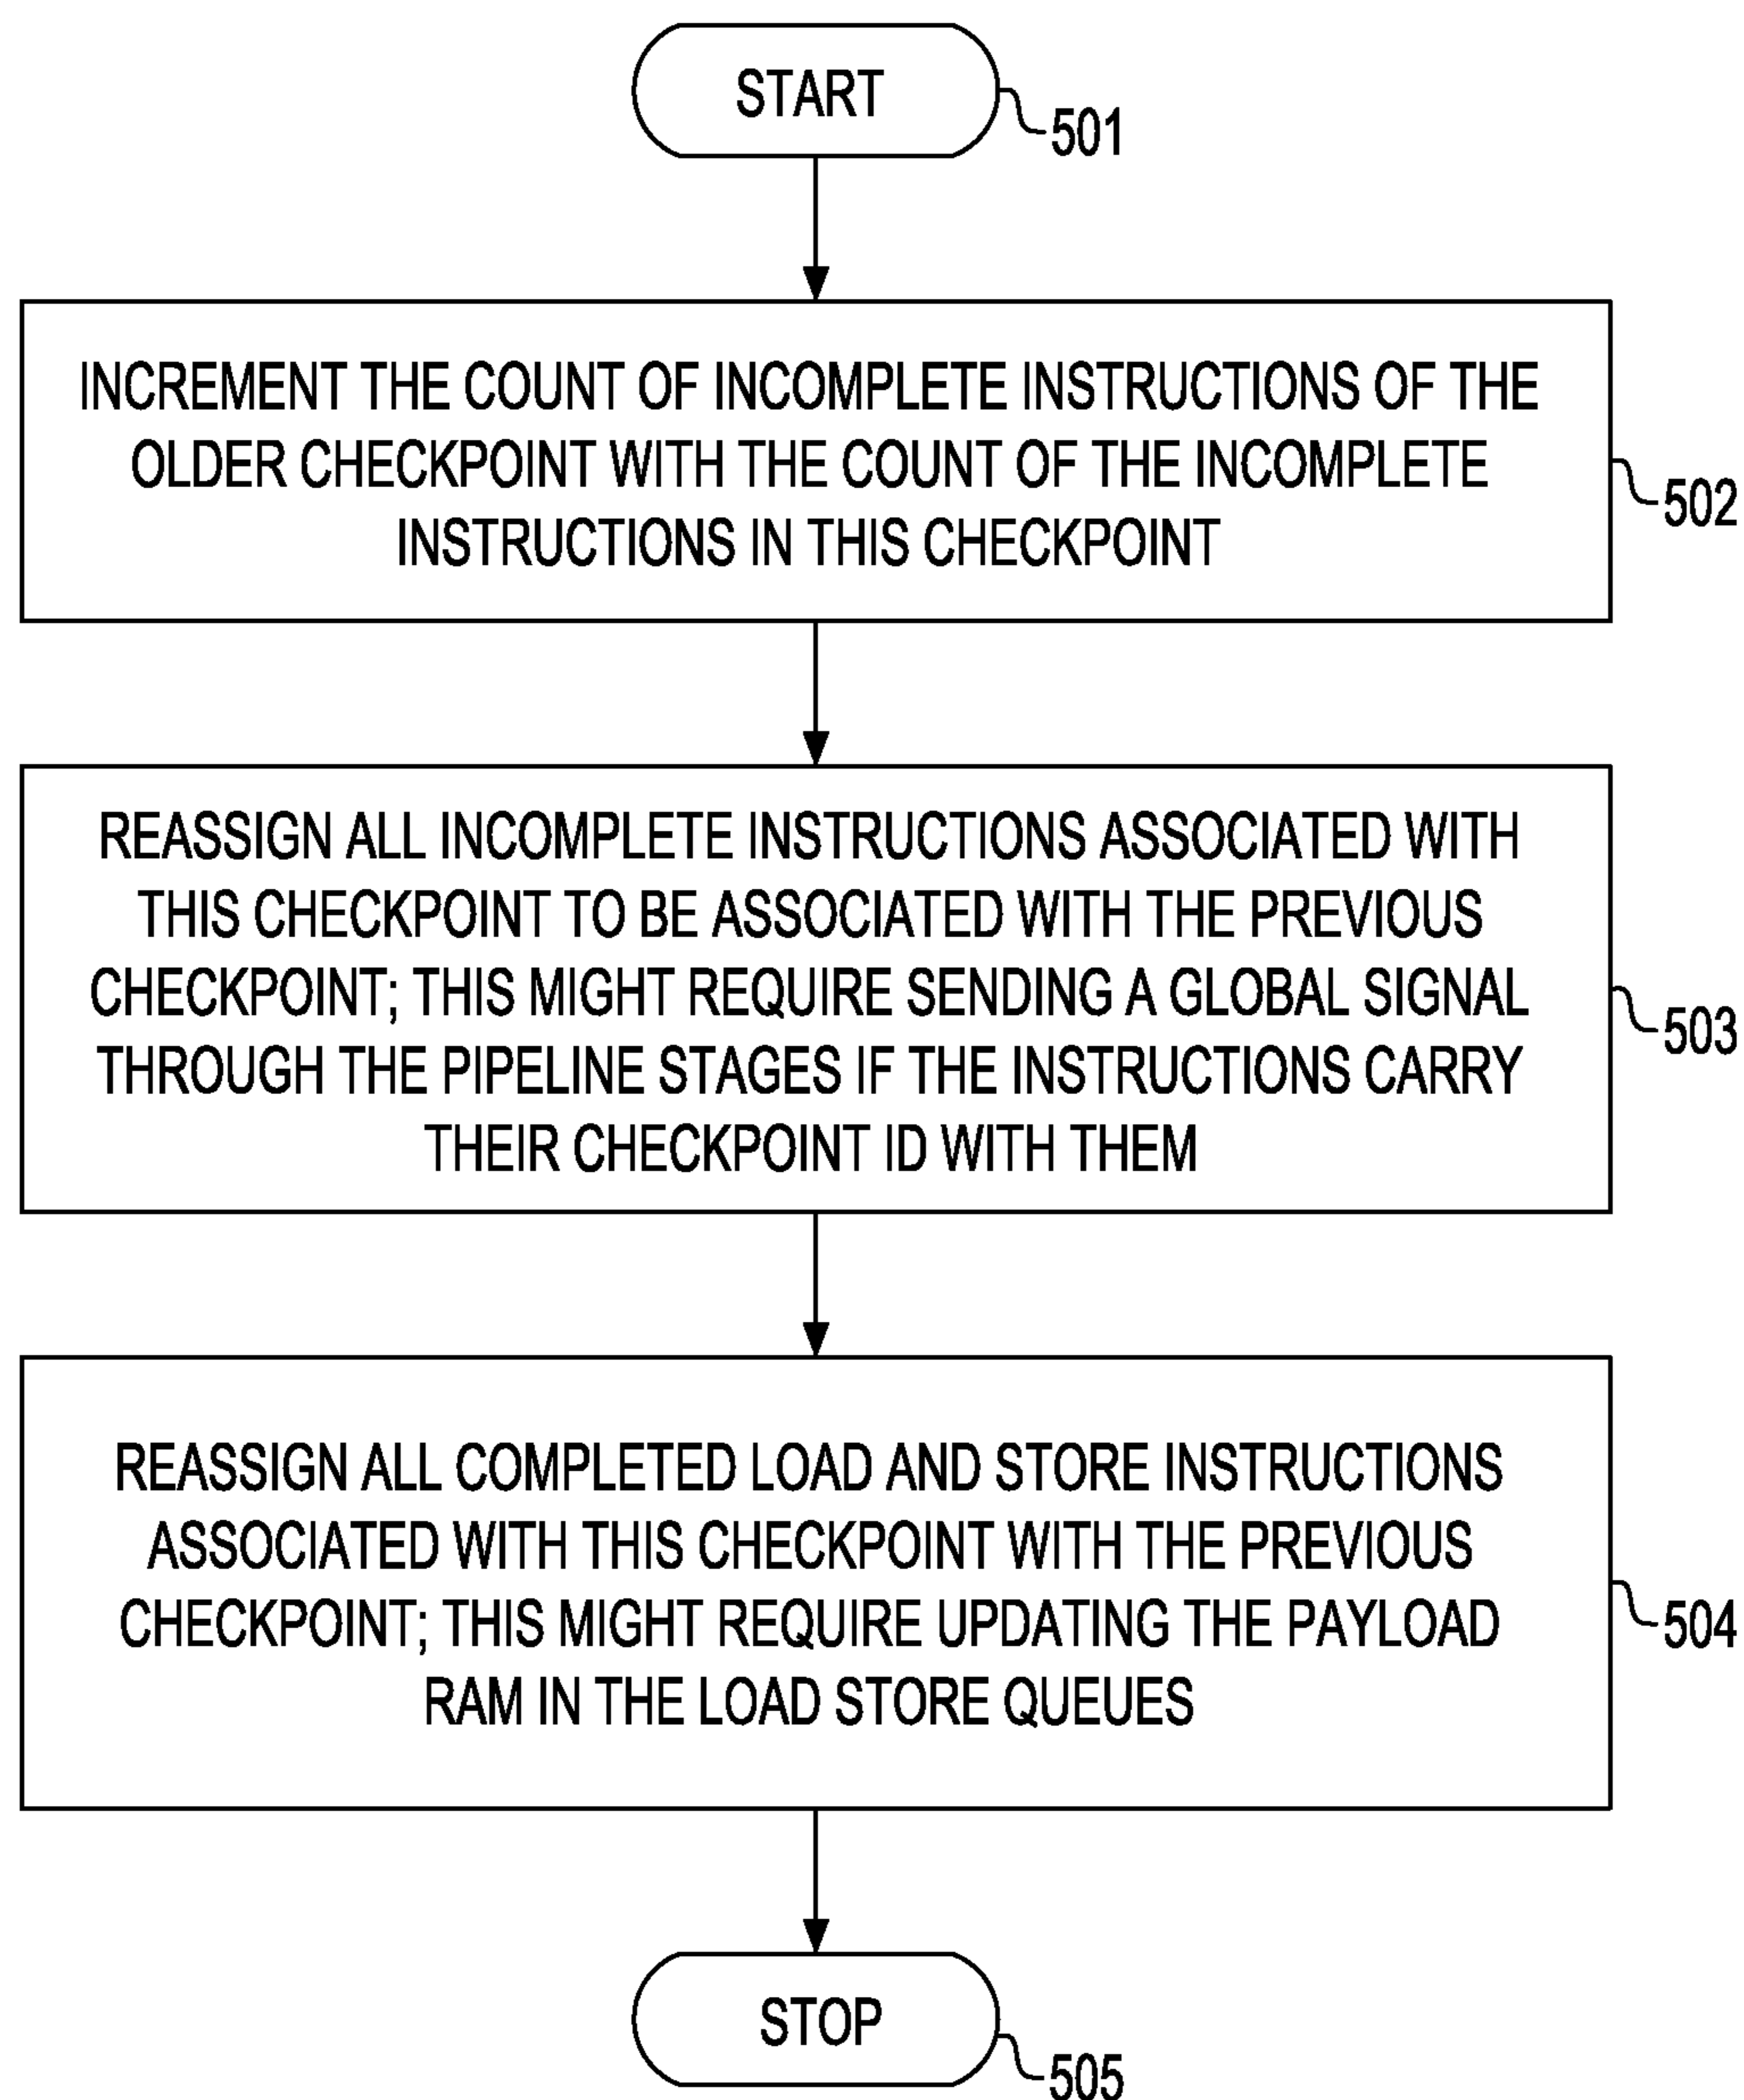 START
501
INCREMENT THE COUNT OF INCOMPLETE INSTRUCTIONS OF THE
OLDER CHECKPOINT WITH THE COUNT OF THE INCOMPLETE
INSTRUCTIONS IN THIS CHECKPOINT
502
REASSIGN ALL INCOMPLETE INSTRUCTIONS ASSOCIATED WITH
THIS CHECKPOINT TO BE ASSOCIATED WITH THE PREVIOUS
CHECKPOINT; THIS MIGHT REQUIRE SENDING A GLOBAL SIGNAL
THROUGH THE PIPELINE STAGES IF THE INSTRUCTIONS CARRY
THEIR CHECKPOINT ID WITH THEM
503
REASSIGN ALL COMPLETED LOAD AND STORE INSTRUCTIONS
ASSOCIATED WITH THIS CHECKPOINT WITH THE PREVIOUS
CHECKPOINT; THIS MIGHT REQUIRE UPDATING THE PAYLOAD
RAM IN THE LOAD STORE QUEUES
504
STOP
505